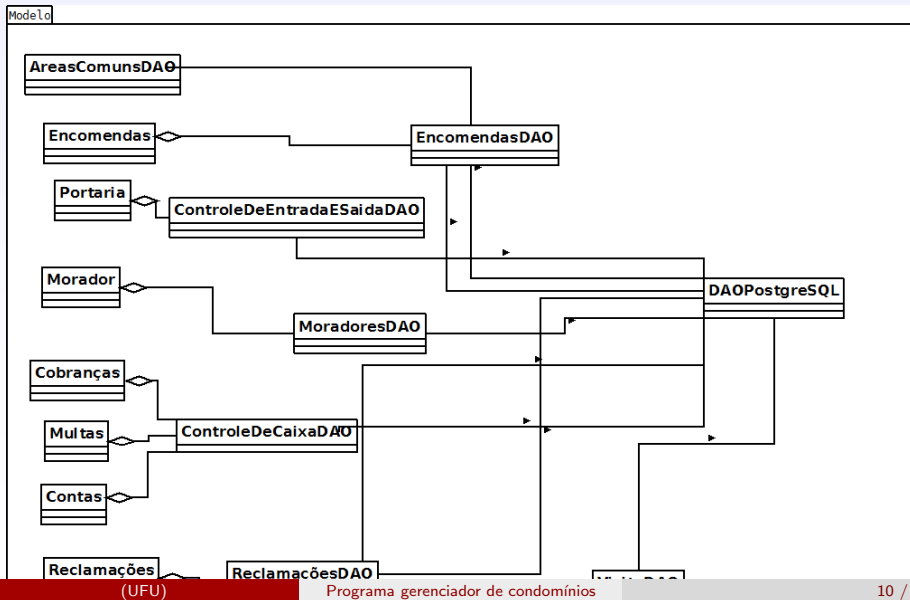 Modelo
AreasComunsDAO
Encomendas
EncomendasDAO
Portaria
ControleDeEntradaESaidaDAO
Morador
DAOPostgreSQL
MoradoresDAO
Cobranças
Multas
ControleDeCaixaDAO
Contas
Reclamações
ReclamaçõesDAO
(UFU)
Programa gerenciador de condomínios
10 /